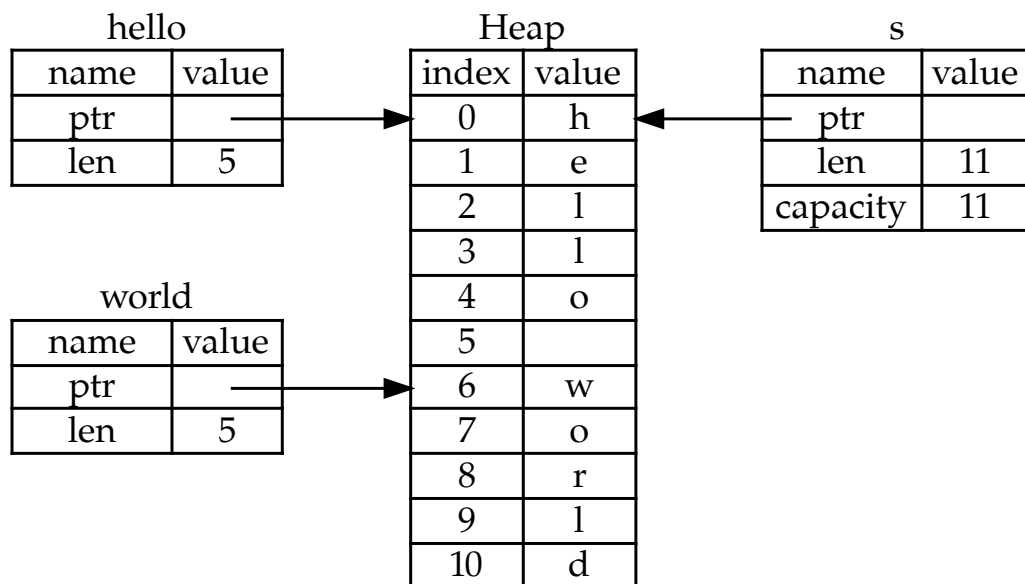 hello
name value
ptr
len 5
world
name value
ptr
len 5
Heap
index value
0 h
1 e
2 l
3 l
4 o
5
6 w
7 o
8 r
9 l
10 d
s
name value
ptr
len 11
capacity 11